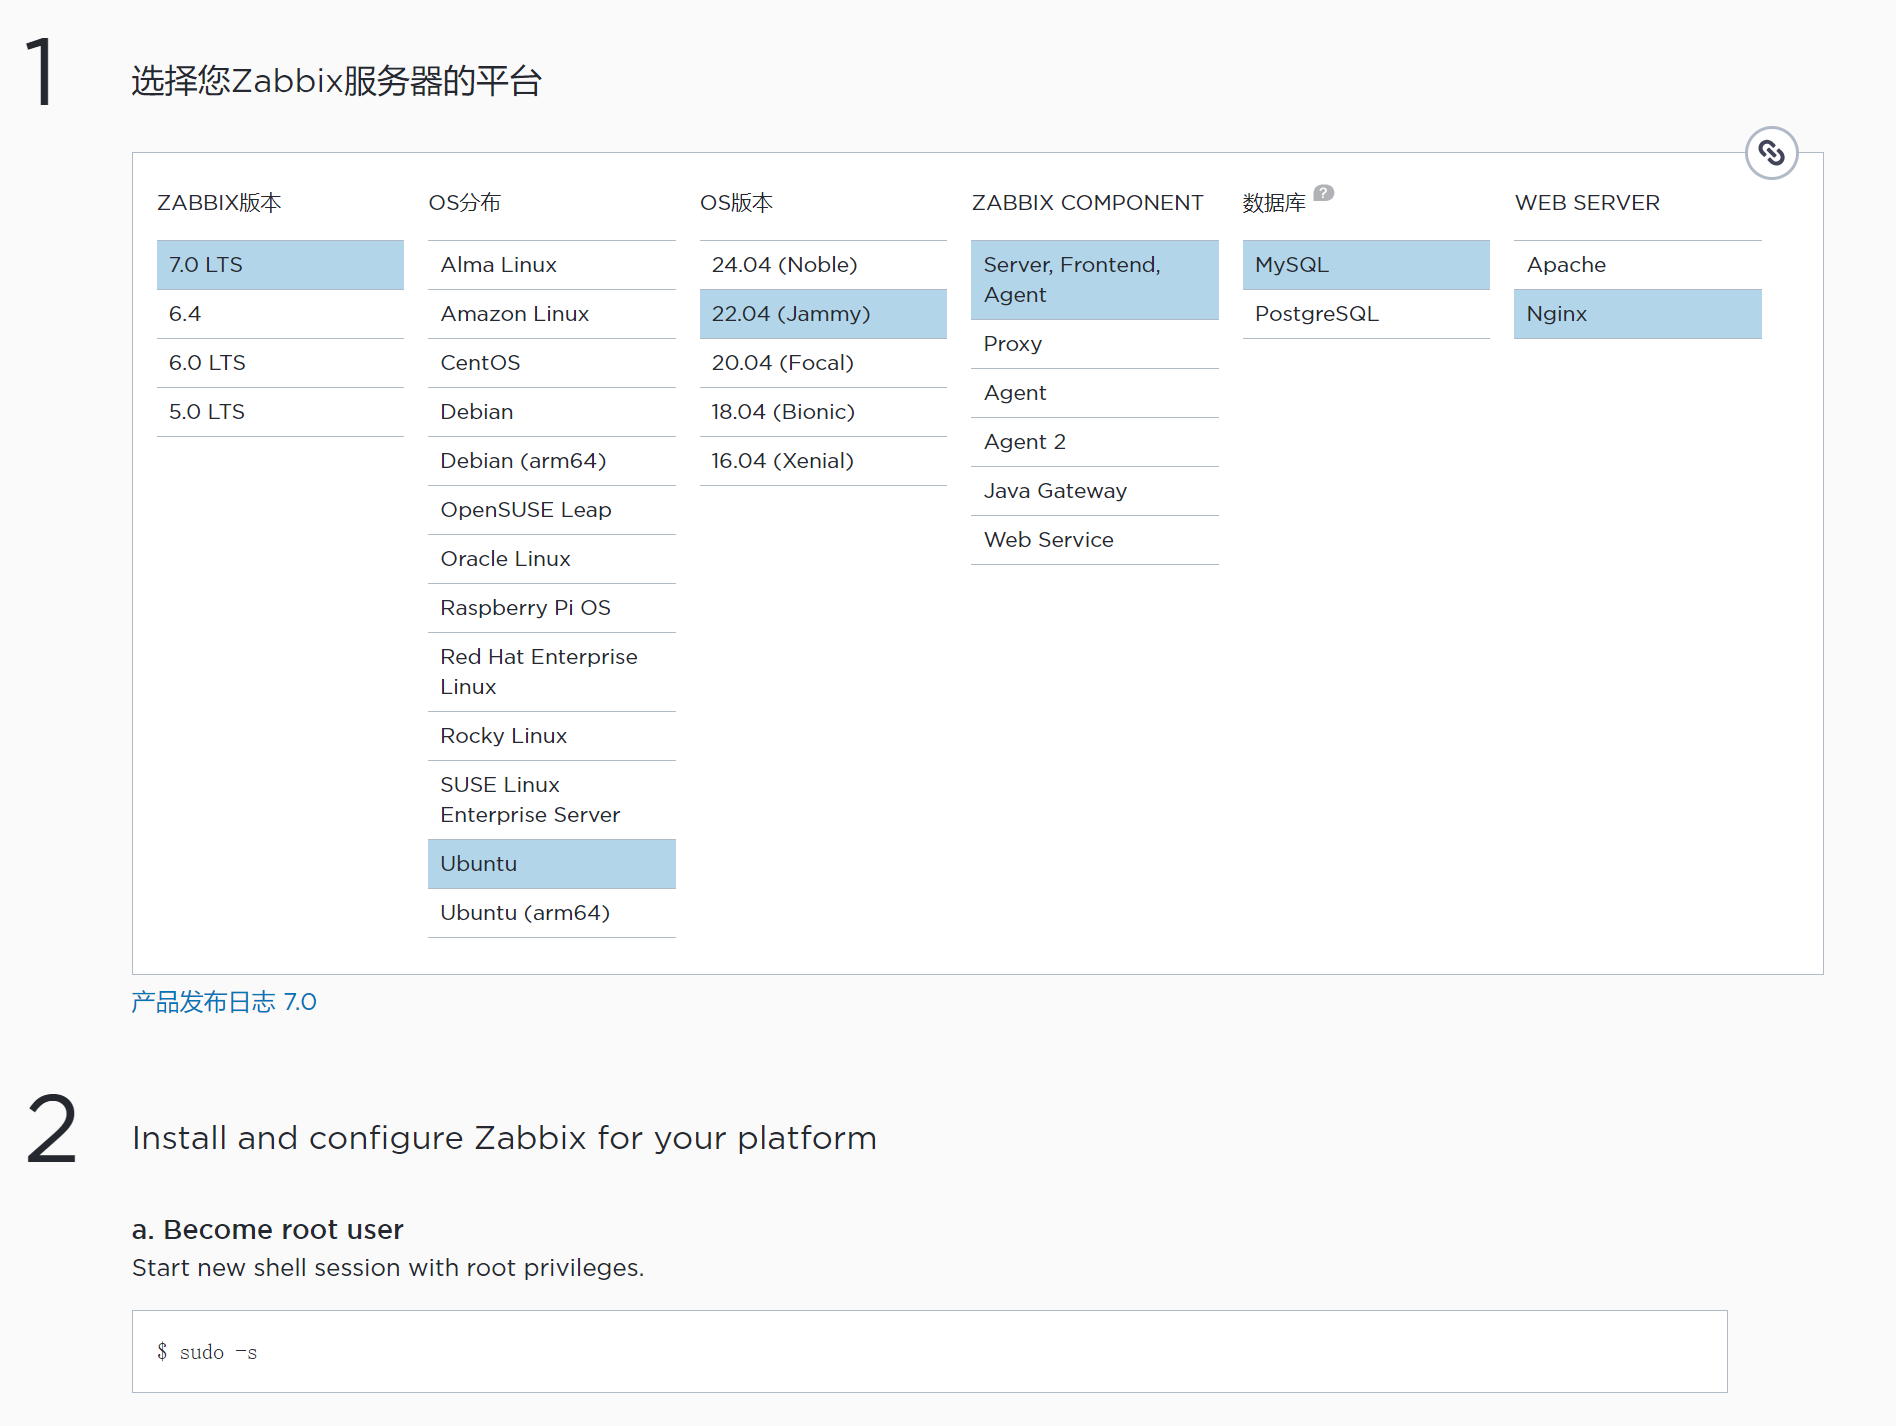 1
选择您Zabbix服务器的平台
ZABBIX版本
7.0 LTS
6.4
6.0 LTS
5.0 LTS
OS分布
Alma Linux
Amazon Linux
CentOS
Debian
Debian (arm64)
OpenSUSE Leap
Oracle Linux
Raspberry Pi OS
Red Hat Enterprise
Linux
Rocky Linux
SUSE Linux
Enterprise Server
Ubuntu
Ubuntu (arm64)
OS版本
24.04 (Noble)
22.04 (Jammy)
20.04 (Focal)
18.04 (Bionic)
16.04 (Xenial)
ZABBIX COMPONENT
Server, Frontend,
Agent
Proxy
Agent
Agent 2
Java Gateway
Web Service
数据库 ?
MySQL
PostgreSQL
WEB SERVER
Apache
Nginx
产品发布日志 7.0
2
Install and configure Zabbix for your platform
a. Become root user
Start new shell session with root privileges.
$ sudo -s